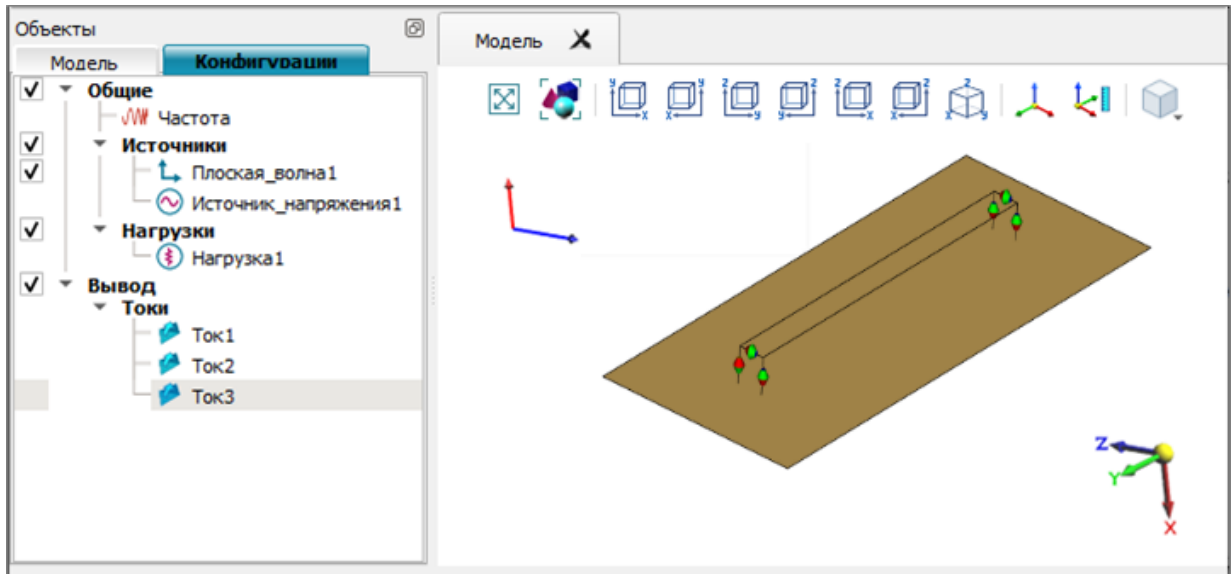 Объекты
Модель
Конфигурации
Общие
Частота
Источники
Плоская_волна1
Источник_напряжения1
Нагрузки
Нагрузка1
Вывод
Токи
Ток1
Ток2
Ток3
Модель
y x
y x
z y
z y
z x
z x
z x y
Z
Y
X